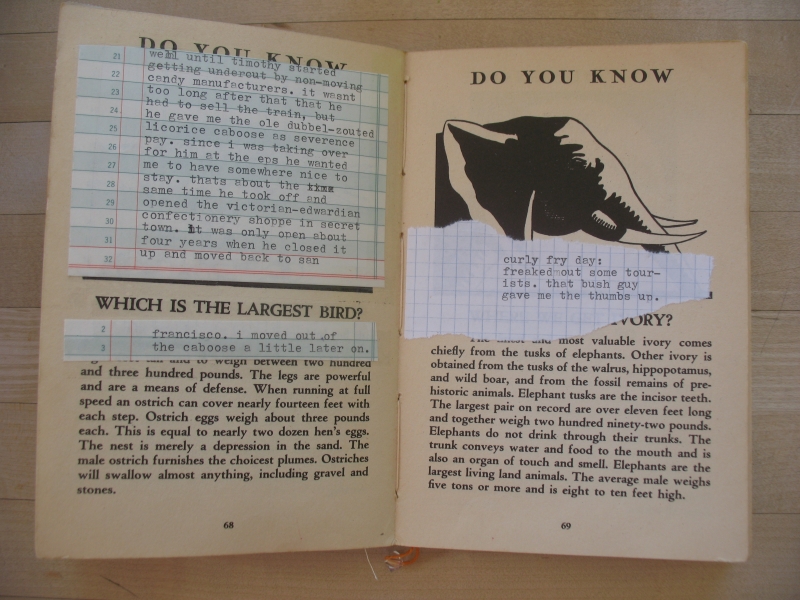 DO YOU KNOW
21 well until timothy started
22 getting undercut by non-moving
candy manufacturers. it wasnt
23 too long after that that he
24 had to sell the train, but
he gave me the ole dubbel-zouted
25 licorice caboose as severence
26 pay. since i was taking over
for him at the eps he wanted
27 me to have somewhere nice to
28 stay. thats about the time
same time he took off and
29 opened the victorian-edwardian
30 confectionery shoppe in secret
town. it was only open about
31 four years when he closed it
32 up and moved back to san
WHICH IS THE LARGEST BIRD?
2 francisco. i moved out of
3 the caboose a little later on.
and to weigh between two hundred
and three hundred pounds. The legs are powerful
and are a means of defense. When running at full
speed an ostrich can cover nearly fourteen feet with
each step. Ostrich eggs weigh about three pounds
each. This is equal to nearly two dozen hen's eggs.
The nest is merely a depression in the sand. The
male ostrich furnishes the choicest plumes. Ostriches
will swallow almost anything, including gravel and
stones.
68
DO YOU KNOW
curly fry day:
freaked out some tour-
ists. that bush guy
gave me the thumbs up.
IVORY?
The finest and most valuable ivory comes
chiefly from the tusks of elephants. Other ivory is
obtained from the tusks of the walrus, hippopotamus,
and wild boar, and from the fossil remains of pre-
historic animals. Elephant tusks are the incisor teeth.
The largest pair on record are over eleven feet long
and together weigh two hundred ninety-two pounds.
Elephants do not drink through their trunks. The
trunk conveys water and food to the mouth and is
also an organ of touch and smell. Elephants are the
largest living land animals. The average male weighs
five tons or more and is eight to ten feet high.
69